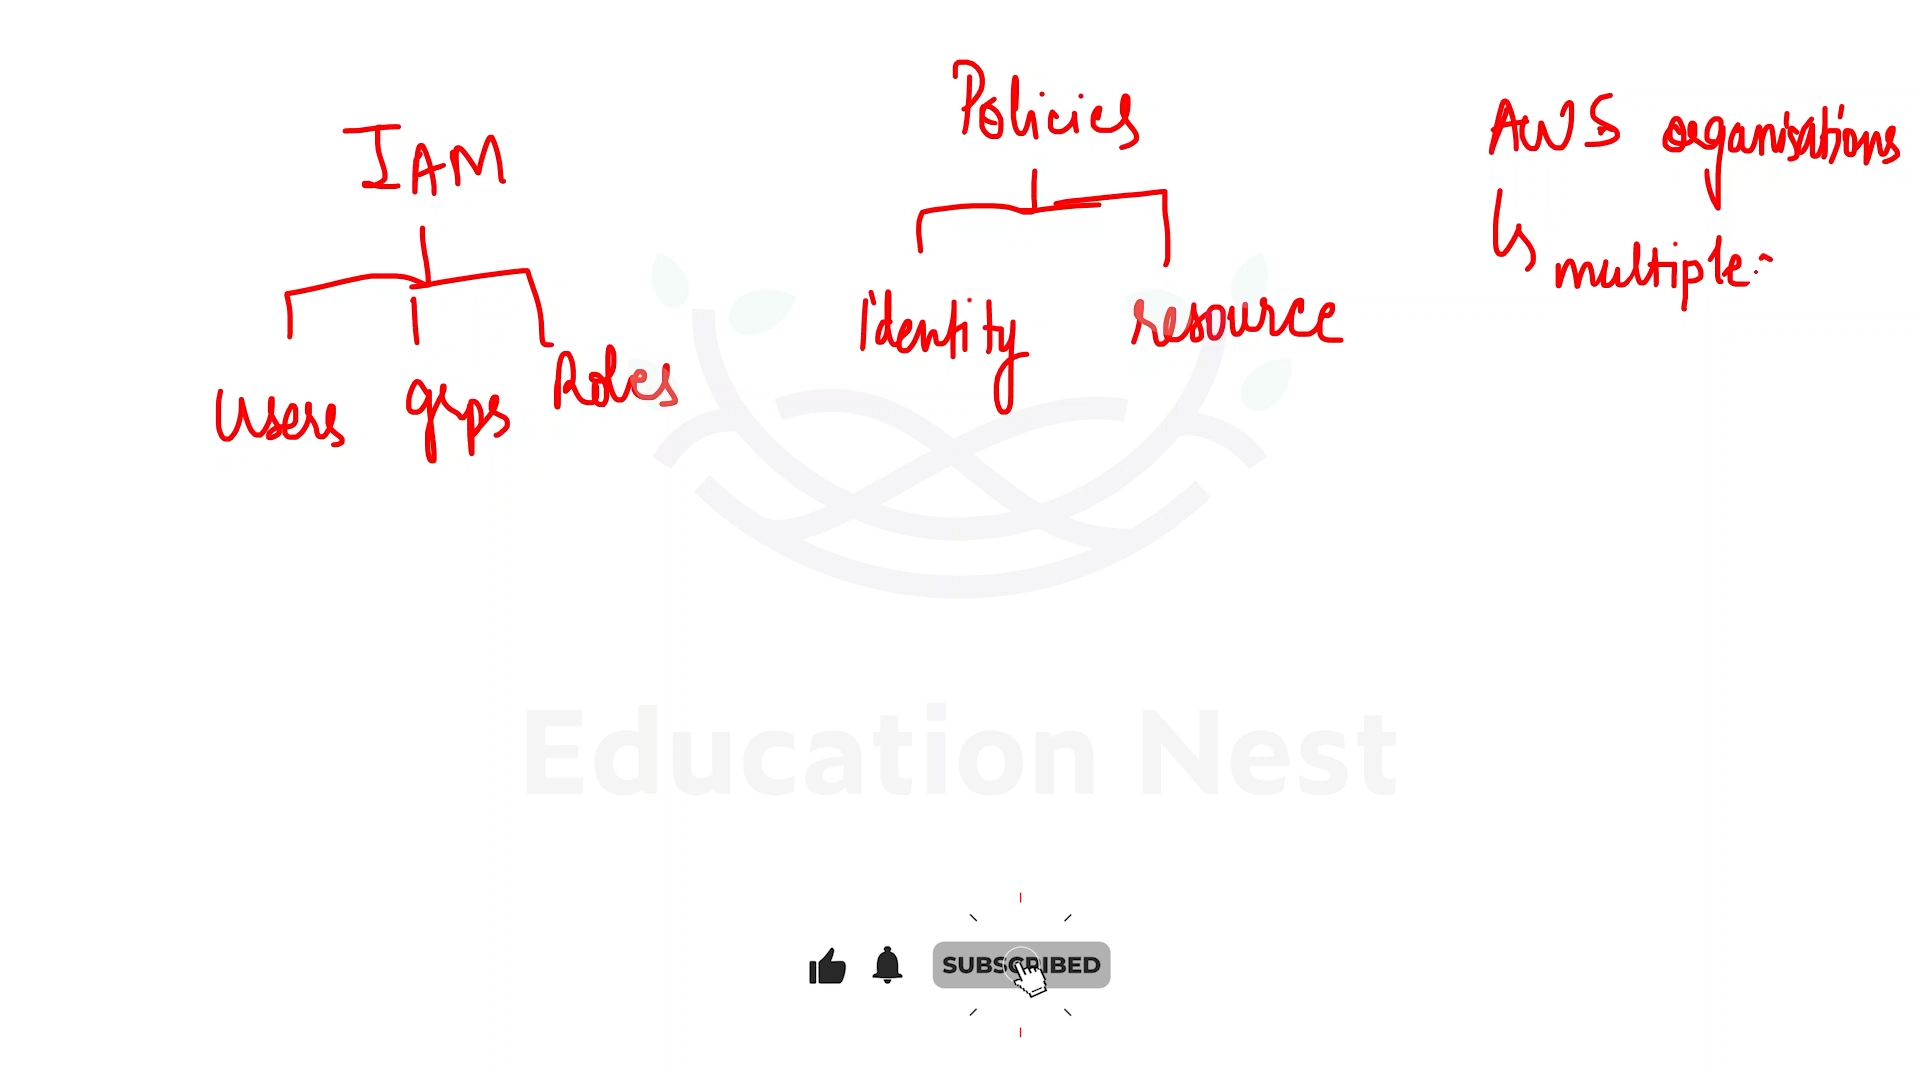 IAM
Users grps Roles
Policies
Identity resource
AWS organisations
multiple
Education Nest
SUBSCRIBED